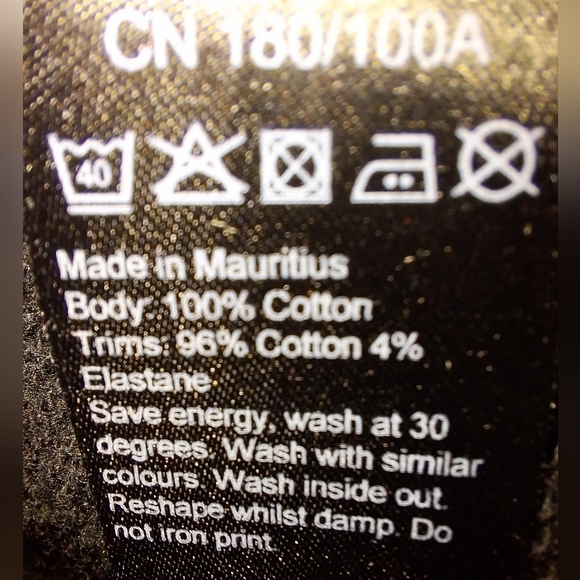 CN 180/100A
40
Made in Mauritius
Body 100% Cotton
Trims 96% Cotton 4%
Elastane
Save energy, wash at 30
degrees. Wash with similar
colours. Wash inside out.
Reshape whilst damp. Do
not iron print.